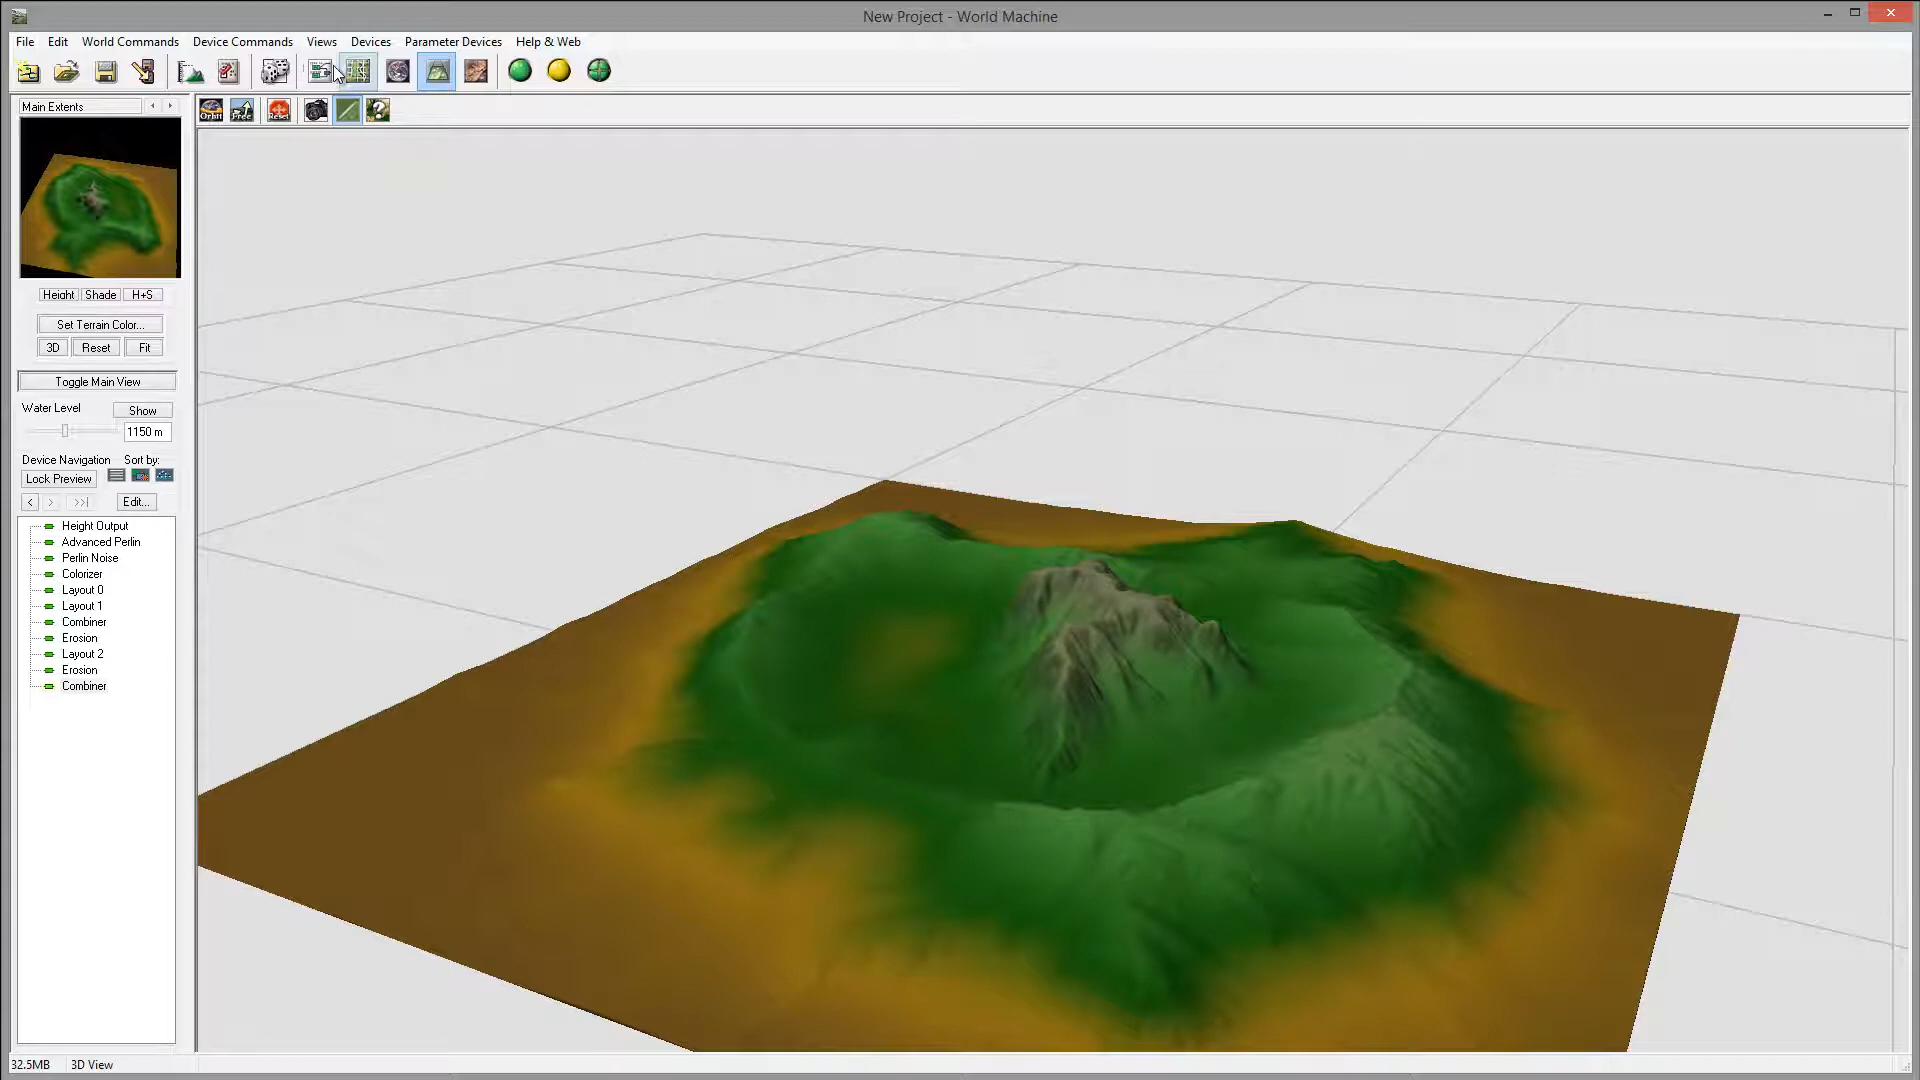 New Project - World Machine
File Edit World Commands Device Commands Views Devices Parameter Devices Help & Web
Main Extents
Orbit Free Reset
Height Shade H+S
Set Terrain Color...
3D Reset Fit
Toggle Main View
Water Level Show
1150 m
Device Navigation Sort by:
Lock Preview
< > >>| Edit...
Height Output
Advanced Perlin
Perlin Noise
Colorizer
Layout 0
Layout 1
Combiner
Erosion
Layout 2
Erosion
Combiner
32.5MB 3D View